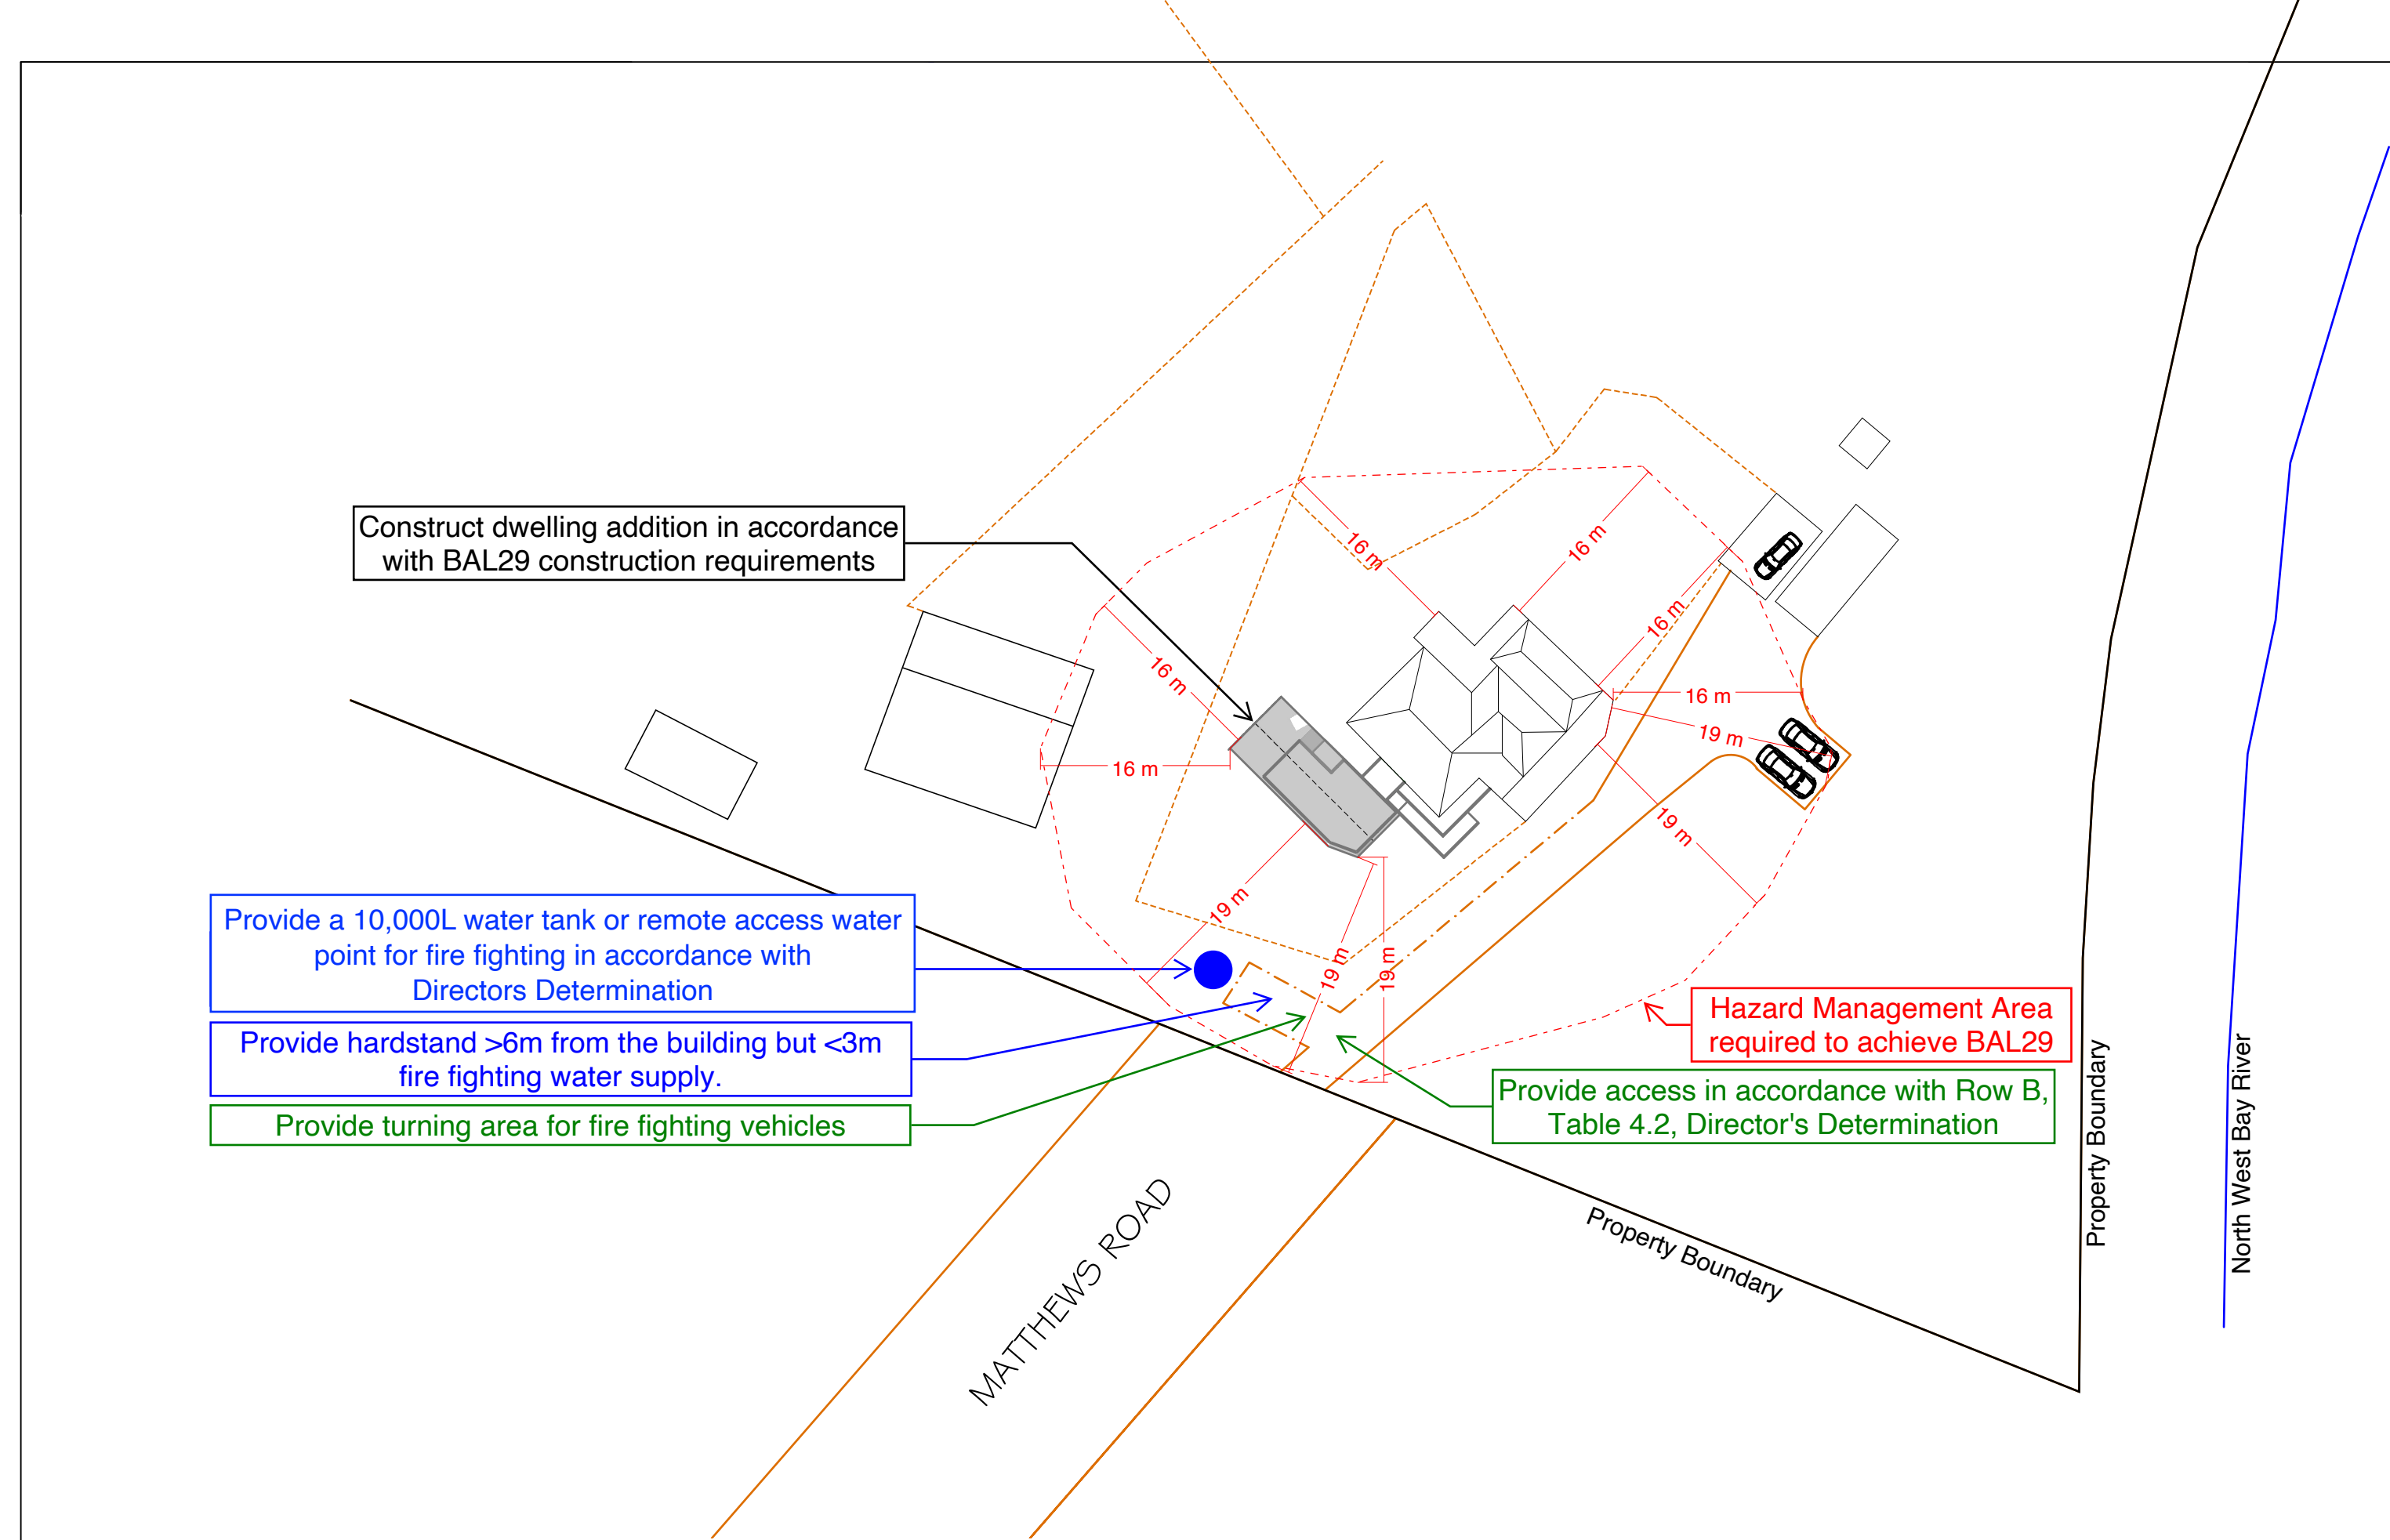 Construct dwelling addition in accordance
with BAL29 construction requirements
16 m
16 m
16 m
16 m
16 m
16 m
19 m
19 m
19 m
19 m
19 m
Provide a 10,000L water tank or remote access water
point for fire fighting in accordance with
Directors Determination
Provide hardstand >6m from the building but <3m
fire fighting water supply.
Provide turning area for fire fighting vehicles
Hazard Management Area
required to achieve BAL29
Provide access in accordance with Row B,
Table 4.2, Director's Determination
MATTHEWS ROAD
Property Boundary
Property Boundary
North West Bay River